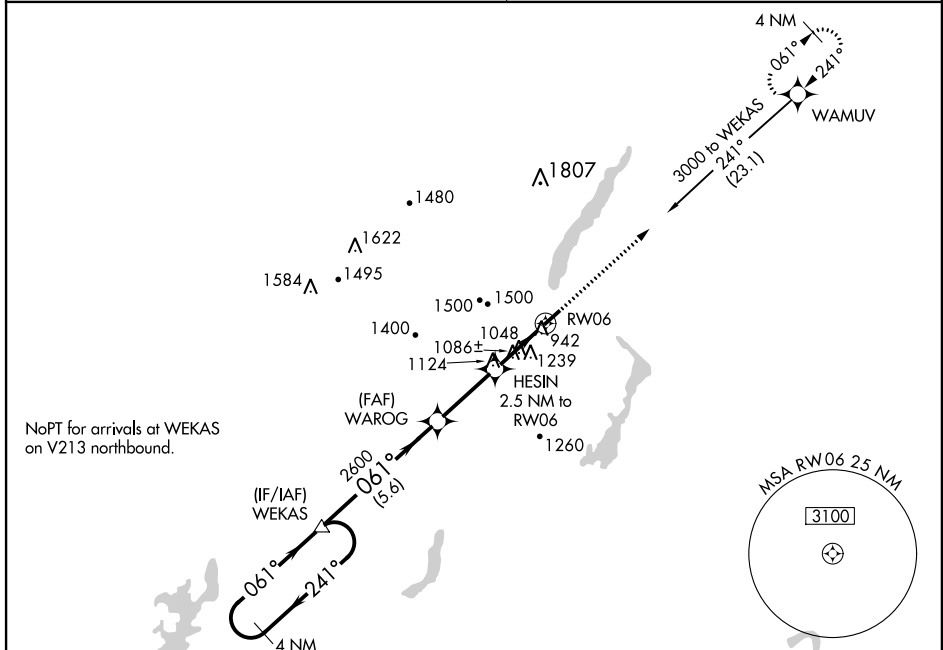 4 NM
061°
241°
WAMUV
3000 to WEKAS
241°
(23.1)
1807
1480
1622
1584
1495
1500
1500
1400
RW06
1048
942
1086±
1239
1124
HESIN
2.5 NM to
RW06
(FAF)
WAROG
1260
NoPT for arrivals at WEKAS
on V213 northbound.
2600
061°
(5.6)
(IF/IAF)
WEKAS
MSA RW06 25 NM
3100
061°
241°
4 NM